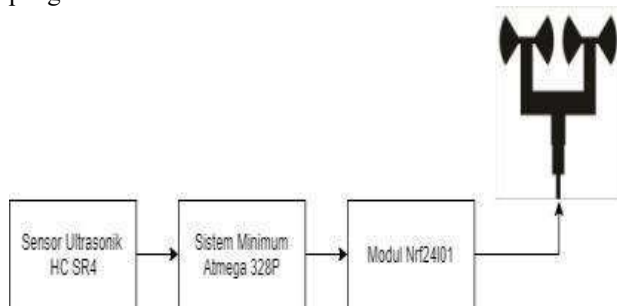 Sensor Ultrasonik
HC SR4
Sistem Minimum
Atmega 328P
Modul Nrf24l01